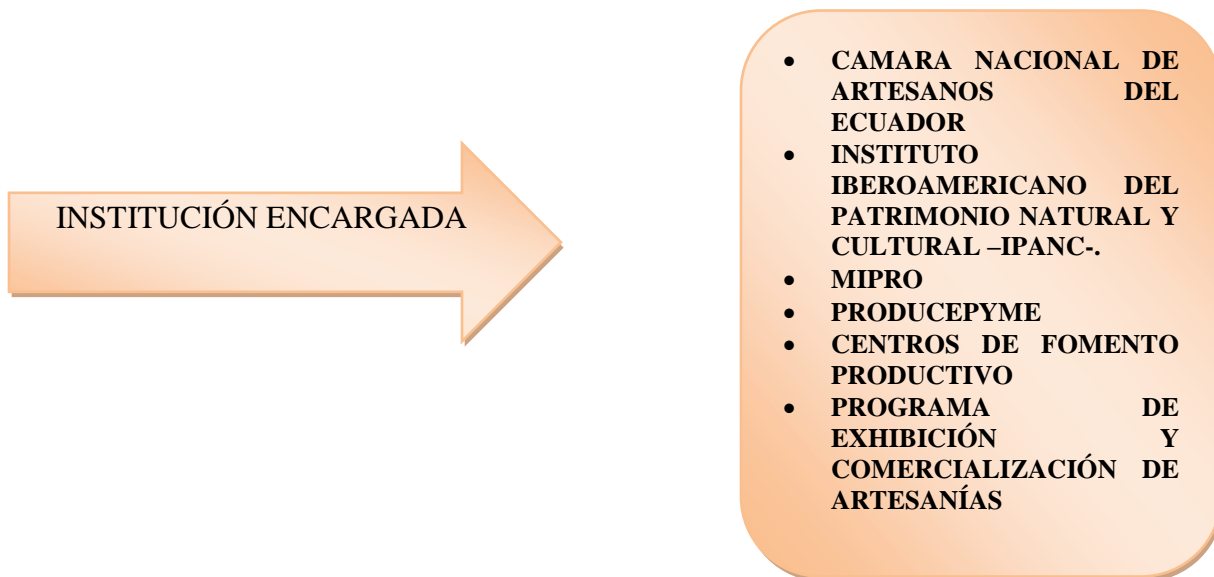 INSTITUCIÓN ENCARGADA
• CAMARA NACIONAL DE
ARTESANOS DEL
ECUADOR
• INSTITUTO
IBEROAMERICANO DEL
PATRIMONIO NATURAL Y
CULTURAL –IPANC-.
• MIPRO
• PRODUCEPYME
• CENTROS DE FOMENTO
PRODUCTIVO
• PROGRAMA DE
EXHIBICIÓN Y
COMERCIALIZACIÓN DE
ARTESANÍAS